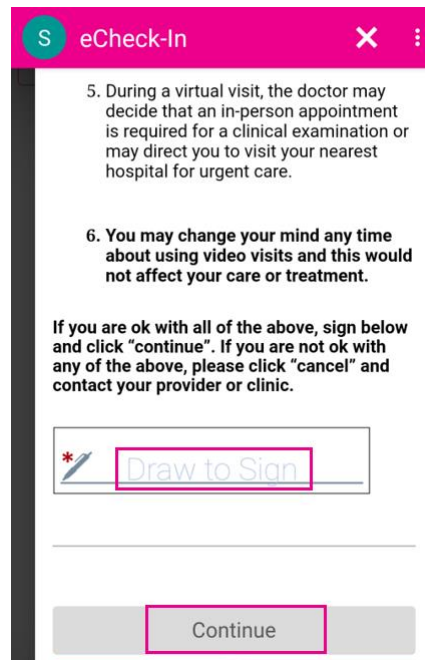 S eCheck-In
5. During a virtual visit, the doctor may
decide that an in-person appointment
is required for a clinical examination or
may direct you to visit your nearest
hospital for urgent care.
6. You may change your mind any time
about using video visits and this would
not affect your care or treatment.
If you are ok with all of the above, sign below
and click “continue”. If you are not ok with
any of the above, please click “cancel” and
contact your provider or clinic.
* Draw to Sign
Continue